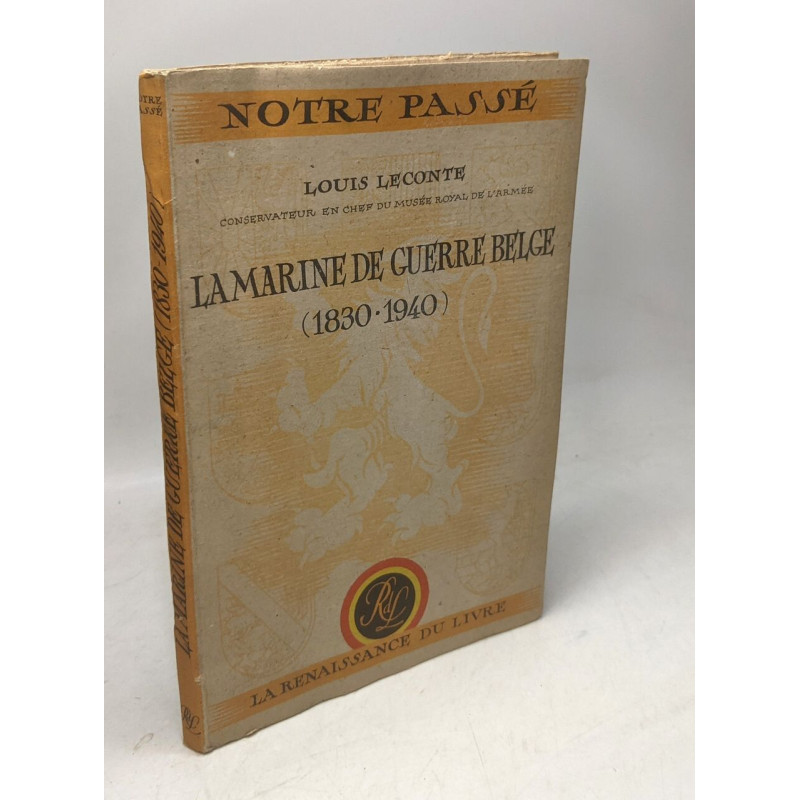 NOTRE PASSÉ
LOUIS LECONTE
CONSERVATEUR EN CHEF DU MUSÉE ROYAL DE L'ARMÉE
LA MARINE DE GUERRE BELGE
(1830·1940)
RdL
LA RENAISSANCE DU LIVRE
NOTRE
PASSÉ
LA MARINE DE GUERRE BELGE (1830-1940)
RdL